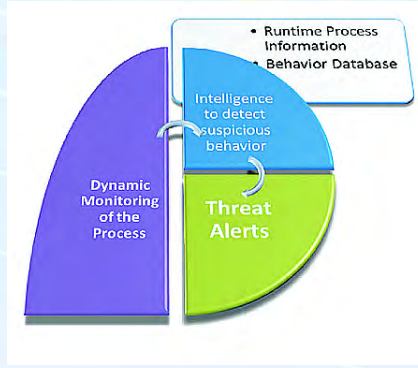 • Runtime Process
Information
• Behavior Database
Intelligence
to detect
suspicious
behavior
Dynamic
Monitoring
of the
Process
Threat
Alerts